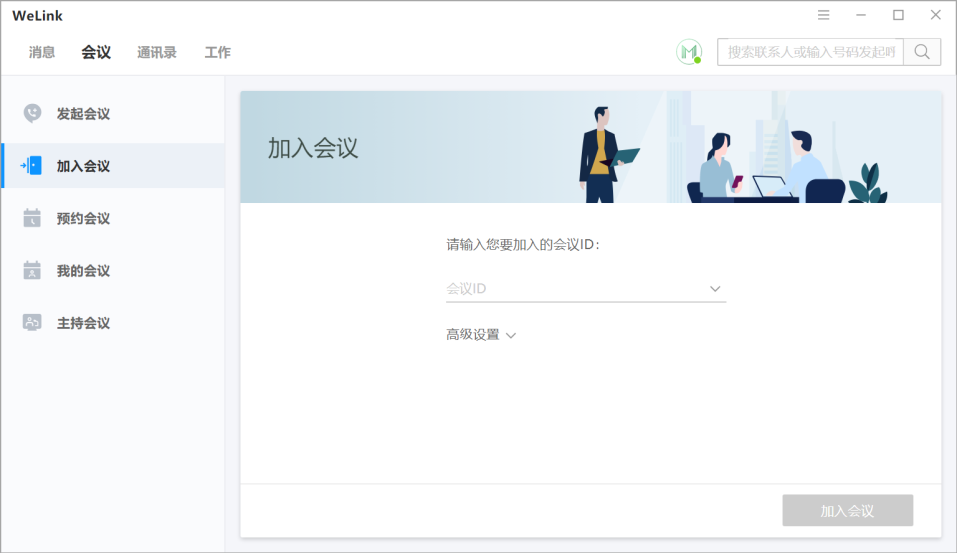 WeLink
消息 会议 通讯录 工作
搜索联系人或输入号码发起呼
发起会议
加入会议
预约会议
我的会议
主持会议
加入会议
请输入您要加入的会议ID:
会议ID
高级设置
加入会议